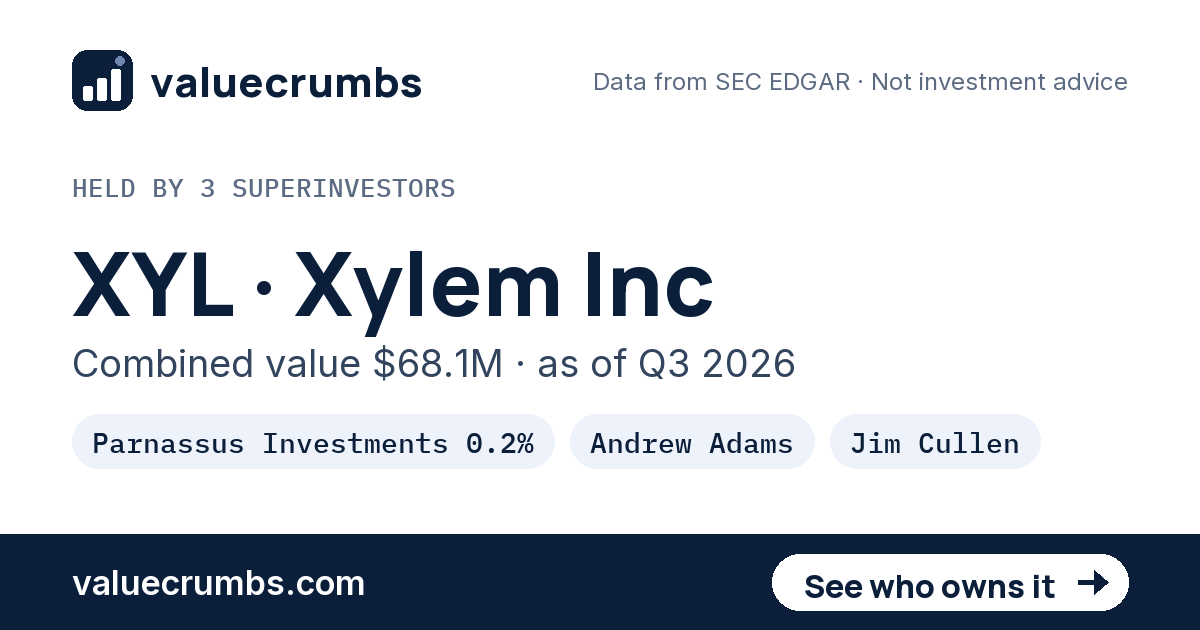 valuecrumbs
Data from SEC EDGAR · Not investment advice
HELD BY 3 SUPERINVESTORS
XYL · Xylem Inc
Combined value $68.1M · as of Q3 2026
Parnassus Investments 0.2% Andrew Adams Jim Cullen
valuecrumbs.com
See who owns it →